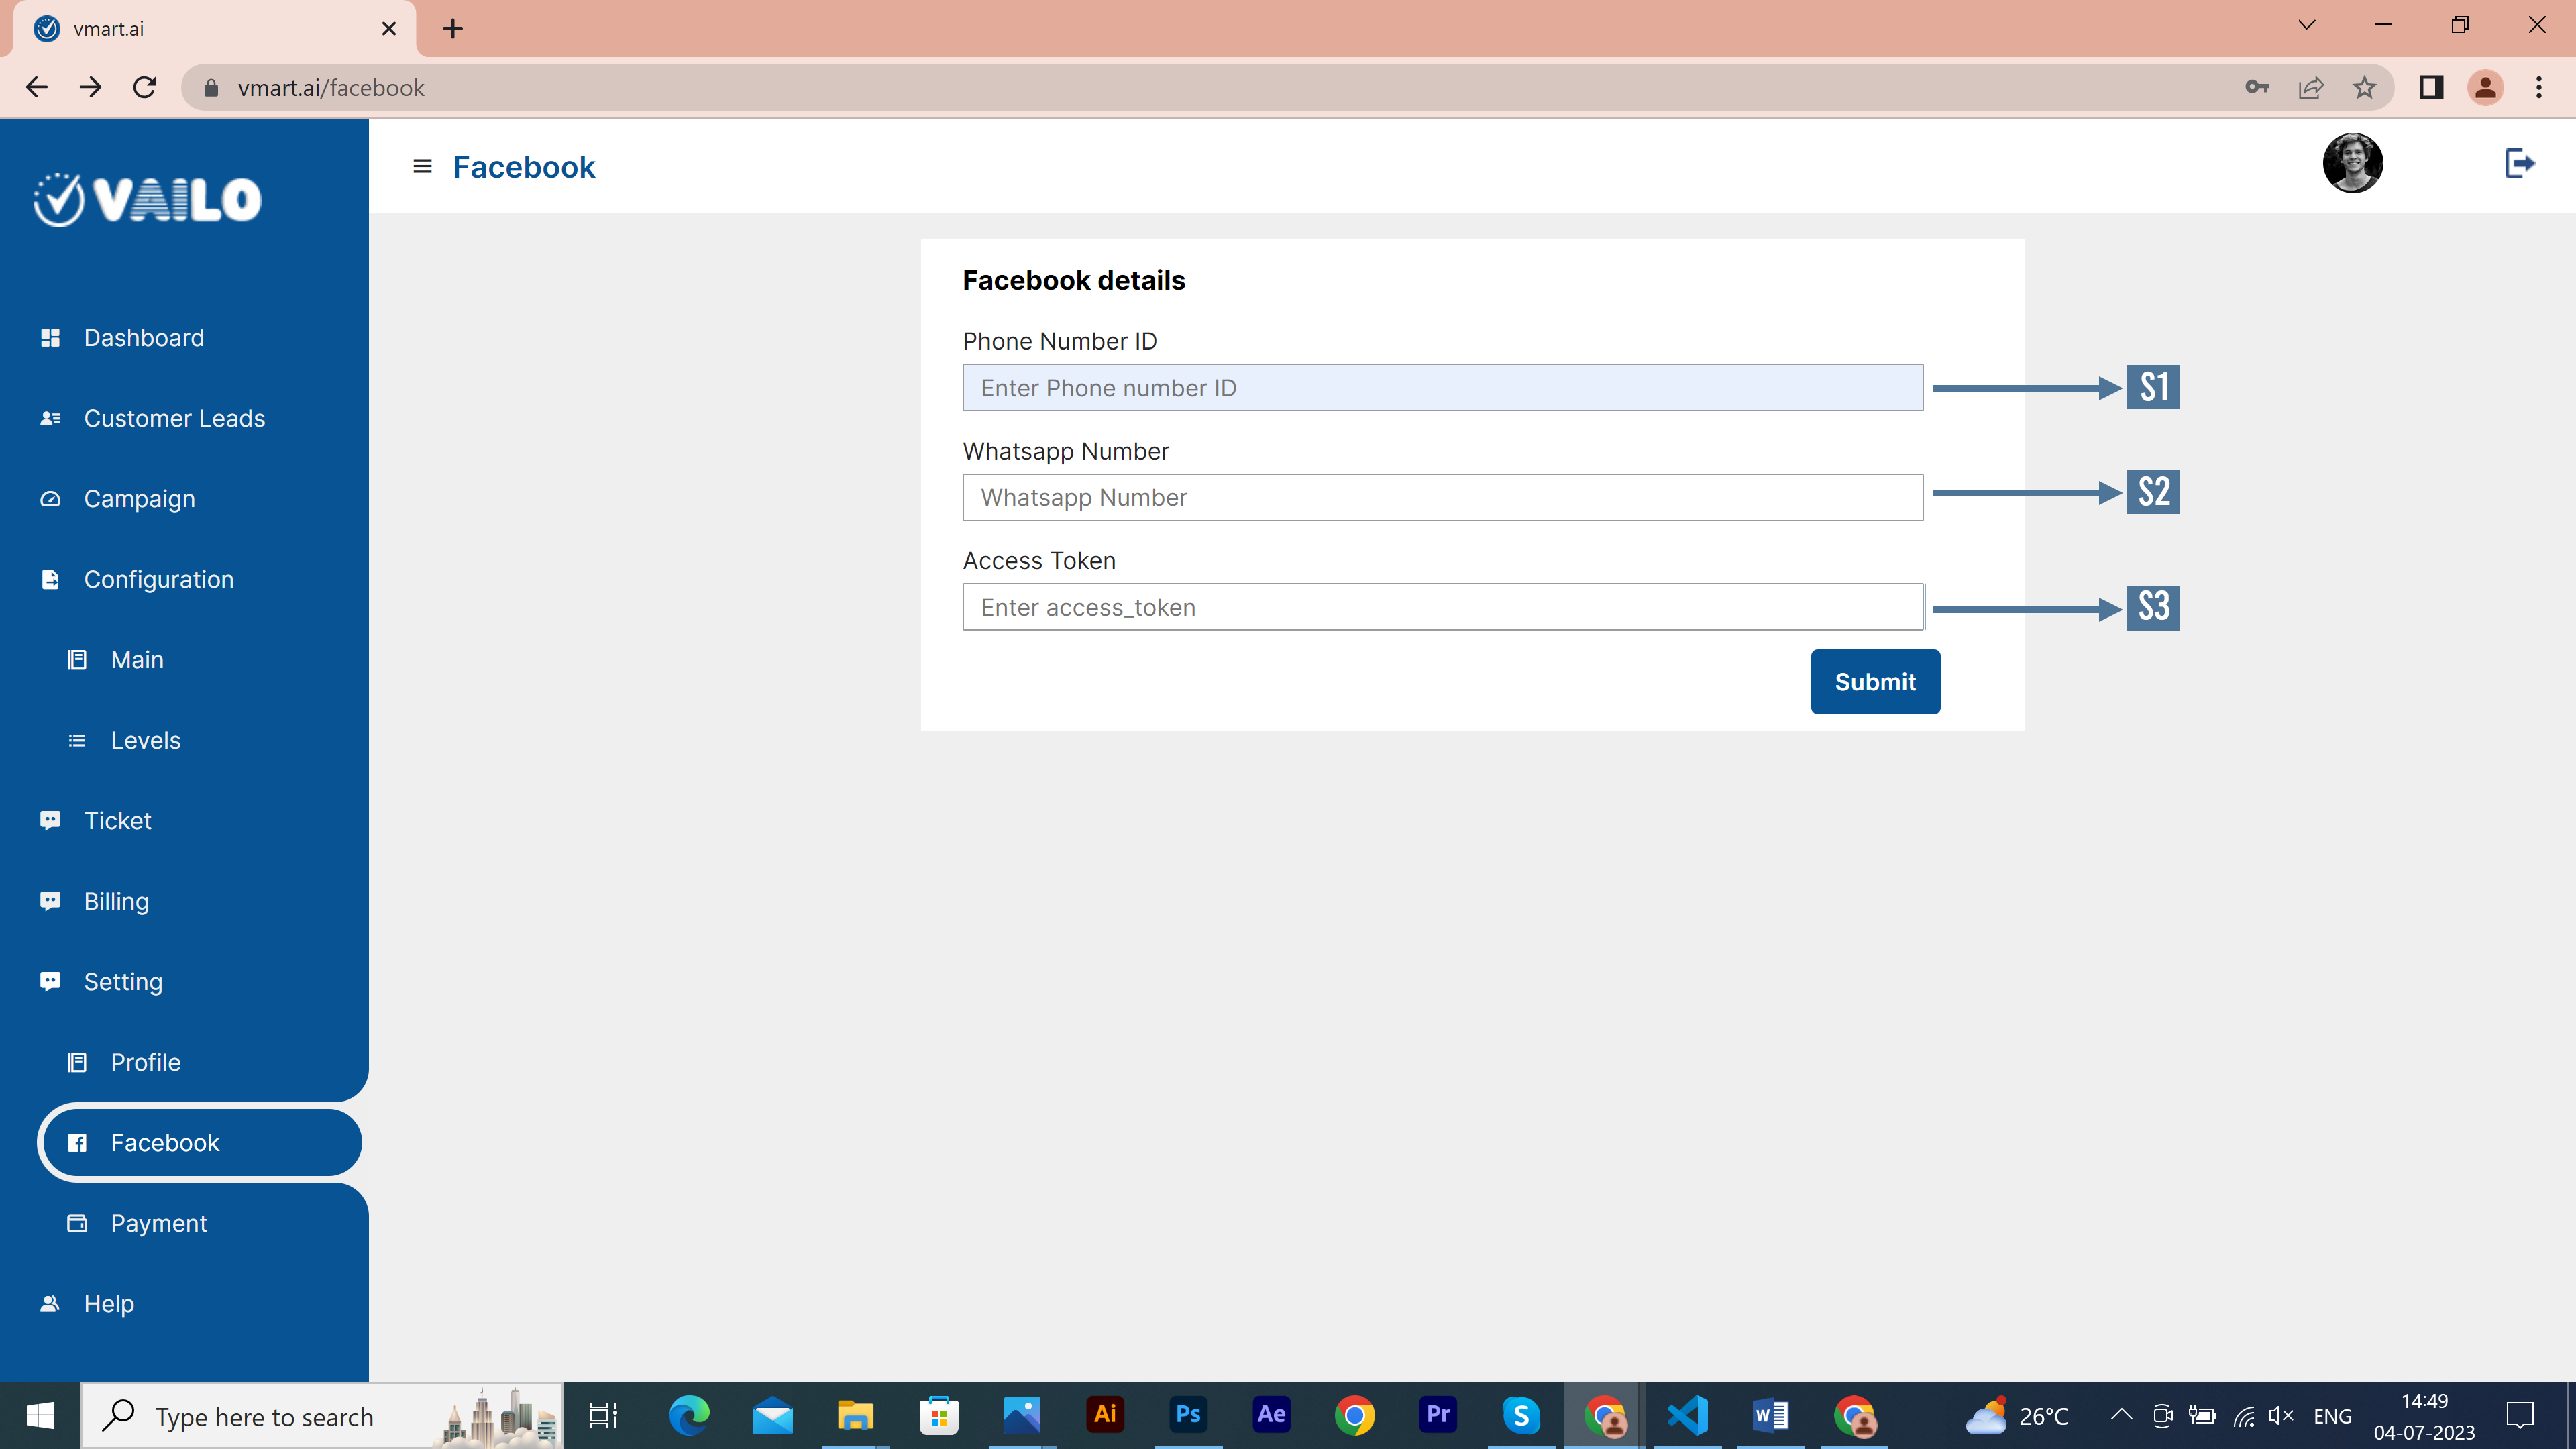 vmart.ai
vmart.ai/facebook
VAILO
Facebook
Dashboard
Customer Leads
Campaign
Configuration
Main
Levels
Ticket
Billing
Setting
Profile
Facebook
Payment
Help
Facebook details
Phone Number ID
Enter Phone number ID
S1
Whatsapp Number
Whatsapp Number
S2
Access Token
Enter access_token
S3
Submit
Type here to search
Ai
Ps
Ae
Pr
S
W
26°C
ENG
14:49
04-07-2023